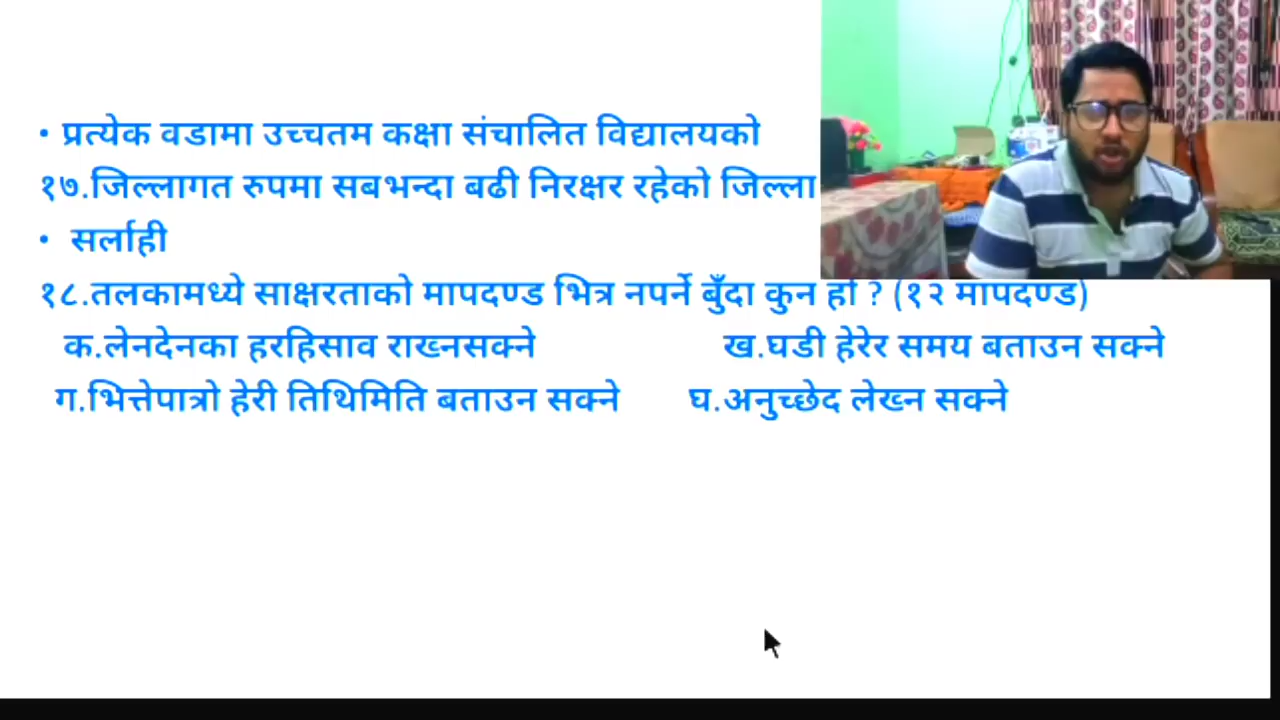 • प्रत्येक वडामा उच्चतम कक्षा संचालित विद्यालयको
१७.जिल्लागत रुपमा सबभन्दा बढी निरक्षर रहेको जिल्ला
• सर्लाही
१८.तलकामध्ये साक्षरताको मापदण्ड भित्र नपर्ने बुँदा कुन हो ? (१२ मापदण्ड)
क.लेनदेनका हरहिसाव राख्नसक्ने ख.घडी हेरेर समय बताउन सक्ने
ग.भित्तेपात्रो हेरी तिथिमिति बताउन सक्ने घ.अनुच्छेद लेख्न सक्ने